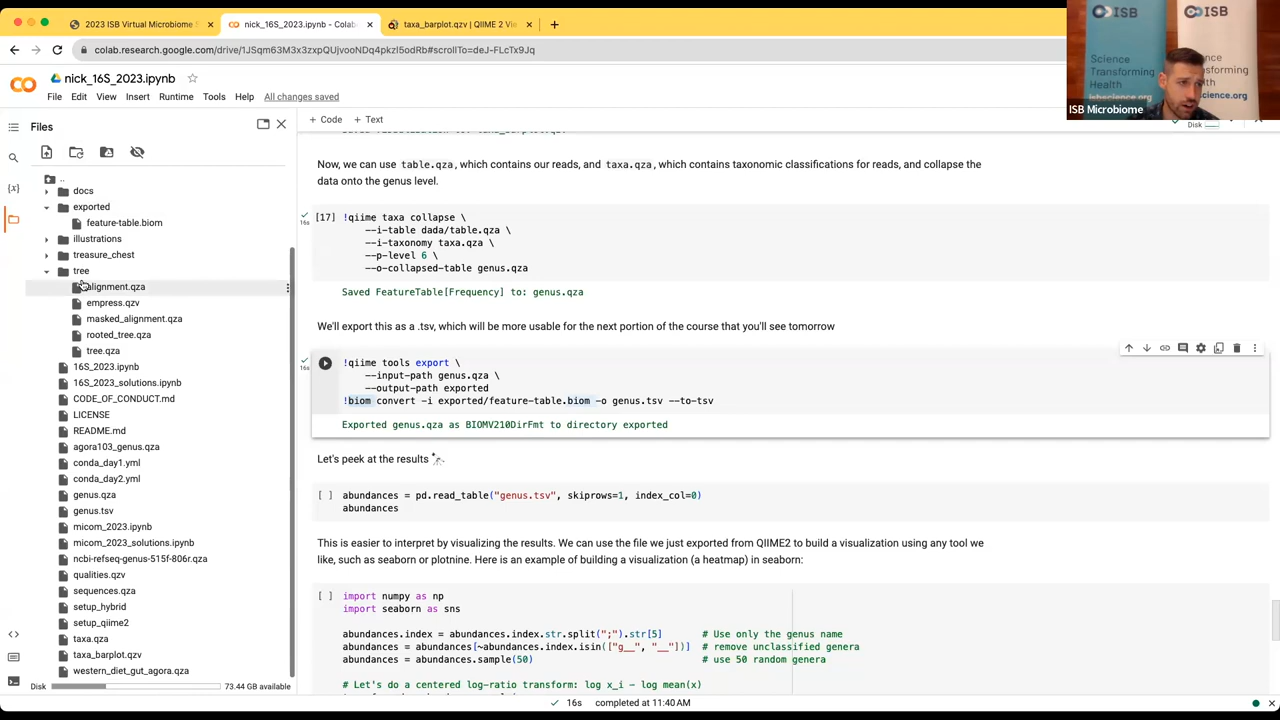 2023 ISB Virtual Microbiome S
nick_16S_2023.ipynb - Colab
taxa_barplot.qzv | QIIME 2 Vie
colab.research.google.com/drive/1JSqm63M3x3zxpQUjvooNDq4pkzl5odRb#scrollTo=deJ-FLcTx9Jq
nick_16S_2023.ipynb
File Edit View Insert Runtime Tools Help All changes saved
ISB
ISB
Science
Transforming
Health
isbscience.org
ISB Microbiome
Files
+ Code + Text
Disk
..
docs
exported
feature-table.biom
illustrations
treasure_chest
tree
alignment.qza
empress.qzv
masked_alignment.qza
rooted_tree.qza
tree.qza
16S_2023.ipynb
16S_2023_solutions.ipynb
CODE_OF_CONDUCT.md
LICENSE
README.md
agora103_genus.qza
conda_day1.yml
conda_day2.yml
genus.qza
genus.tsv
micom_2023.ipynb
micom_2023_solutions.ipynb
ncbi-refseq-genus-515f-806r.qza
qualities.qzv
sequences.qza
setup_hybrid
setup_qiime2
taxa.qza
taxa_barplot.qzv
western_diet_gut_agora.qza
Disk 73.44 GB available
Now, we can use table.qza, which contains our reads, and taxa.qza, which contains taxonomic classifications for reads, and collapse the
data onto the genus level.
[17] !qiime taxa collapse \
--i-table dada/table.qza \
--i-taxonomy taxa.qza \
--p-level 6 \
--o-collapsed-table genus.qza
16s
Saved FeatureTable[Frequency] to: genus.qza
We'll export this as a .tsv, which will be more usable for the next portion of the course that you'll see tomorrow
!qiime tools export \
--input-path genus.qza \
--output-path exported
!biom convert -i exported/feature-table.biom -o genus.tsv --to-tsv
16s
Exported genus.qza as BIOMV210DirFmt to directory exported
Let's peek at the results
[ ] abundances = pd.read_table("genus.tsv", skiprows=1, index_col=0)
abundances
This is easier to interpret by visualizing the results. We can use the file we just exported from QIIME2 to build a visualization using any tool we
like, such as seaborn or plotnine. Here is an example of building a visualization (a heatmap) in seaborn:
[ ] import numpy as np
import seaborn as sns
abundances.index = abundances.index.str.split(";").str[5] # Use only the genus name
abundances = abundances[~abundances.index.isin(["g__", "__"])] # remove unclassified genera
abundances = abundances.sample(50) # use 50 random genera
# Let's do a centered log-ratio transform: log x_i - log mean(x)
16s completed at 11:40 AM